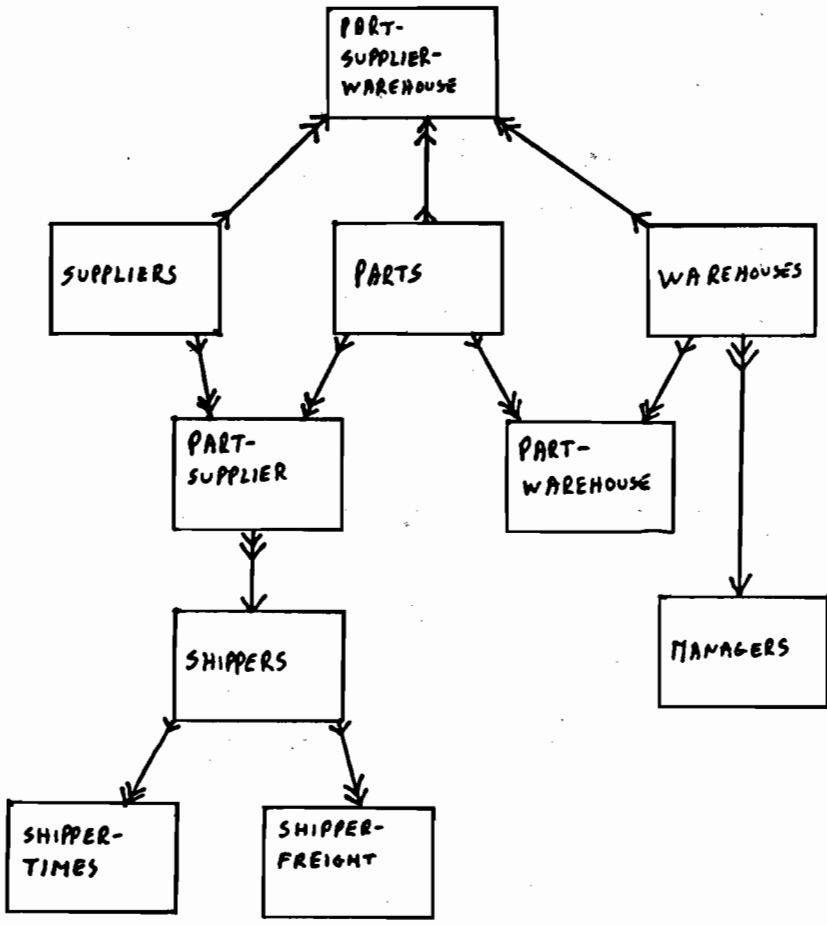 PART-
SUPPLIER-
WAREHOUSE
SUPPLIERS
PARTS
WAREHOUSES
PART-
SUPPLIER
PART-
WAREHOUSE
SHIPPERS
MANAGERS
SHIPPER-
TIMES
SHIPPER-
FREIGHT